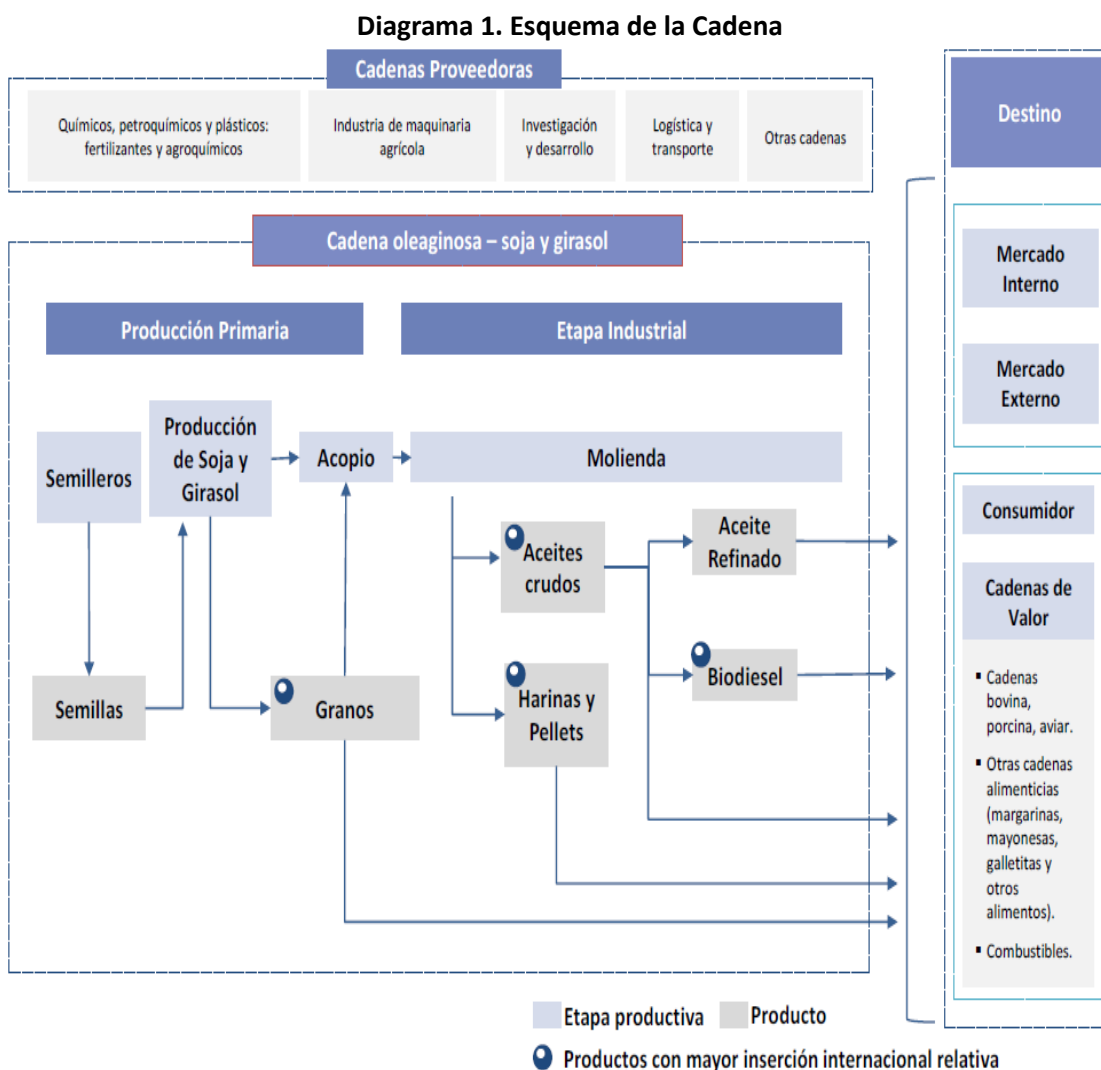 Diagrama 1. Esquema de la Cadena
Cadenas Proveedoras
Químicos, petroquímicos y plásticos:
fertilizantes y agroquímicos
Industria de maquinaria
agrícola
Investigación
y desarrollo
Logística y
transporte
Otras cadenas
Cadena oleaginosa – soja y girasol
Producción Primaria
Etapa Industrial
Semilleros
Producción
de Soja y
Girasol
Acopio
Molienda
Semillas
Granos
Aceites
crudos
Harinas y
Pellets
Aceite
Refinado
Biodiesel
Destino
Mercado
Interno
Mercado
Externo
Consumidor
Cadenas de
Valor
▪ Cadenas
bovina,
porcina, aviar.
▪ Otras cadenas
alimenticias
(margarinas,
mayonesas,
galletitas y
otros
alimentos).
▪ Combustibles.
Etapa productiva
Producto
Productos con mayor inserción internacional relativa